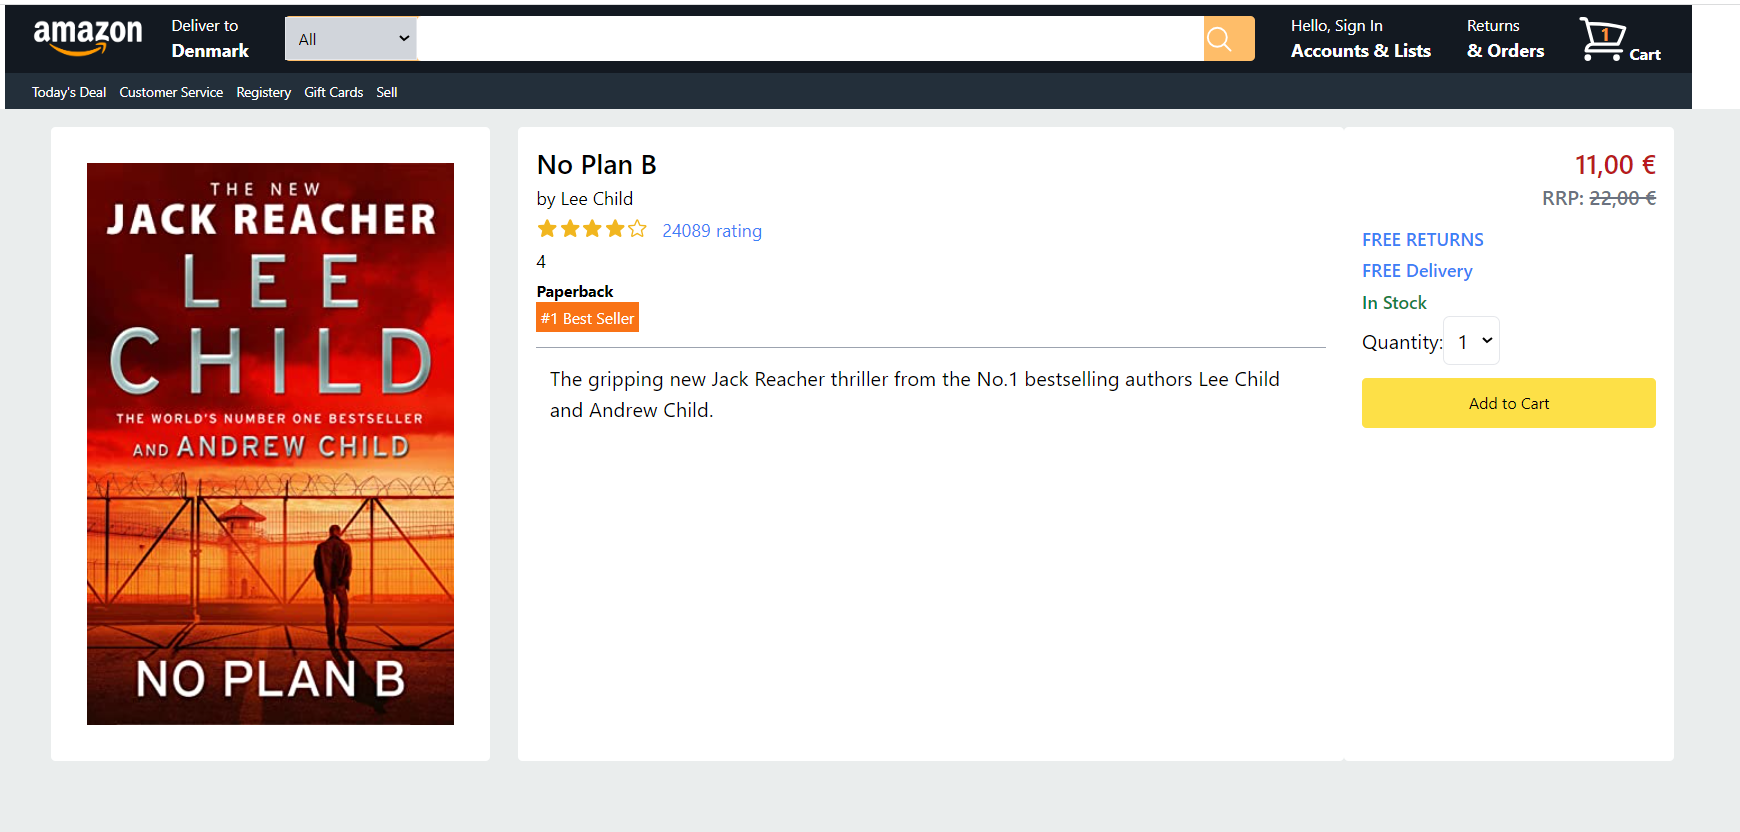 amazon
Deliver to
Denmark
All
Hello, Sign In
Accounts & Lists
Returns
& Orders
1
Cart
Today's Deal Customer Service Registery Gift Cards Sell
THE NEW
JACK REACHER
LEE
CHILD
THE WORLD'S NUMBER ONE BESTSELLER
AND ANDREW CHILD
NO PLAN B
No Plan B
by Lee Child
24089 rating
4
Paperback
#1 Best Seller
The gripping new Jack Reacher thriller from the No.1 bestselling authors Lee Child
and Andrew Child.
11,00 €
RRP: 22,00 €
FREE RETURNS
FREE Delivery
In Stock
Quantity: 1
Add to Cart